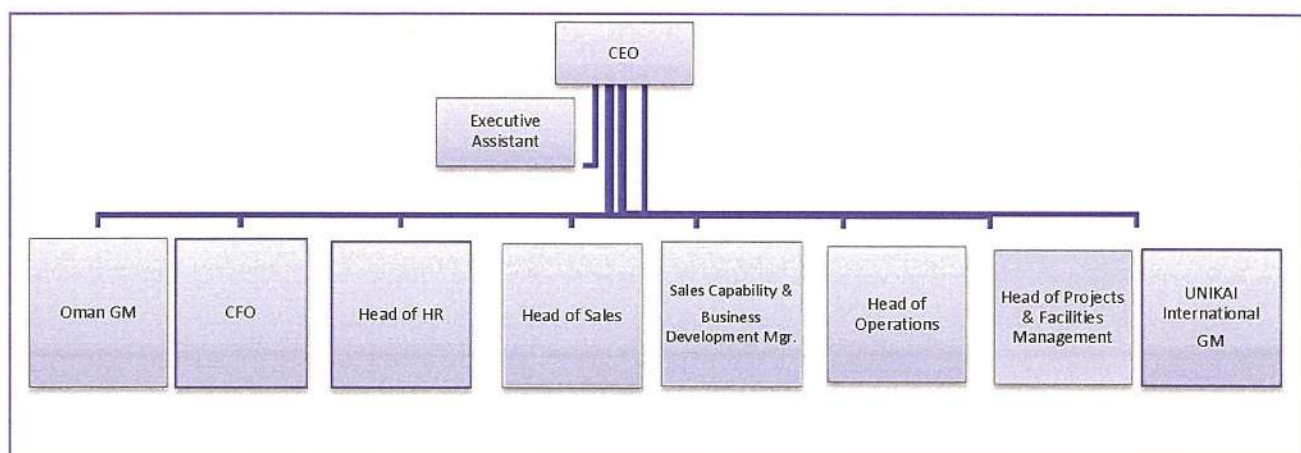 CEO
Executive
Assistant
Oman GM
CFO
Head of HR
Head of Sales
Sales Capability &
Business
Development Mgr.
Head of
Operations
Head of Projects
& Facilities
Management
UNIKAI
International
GM